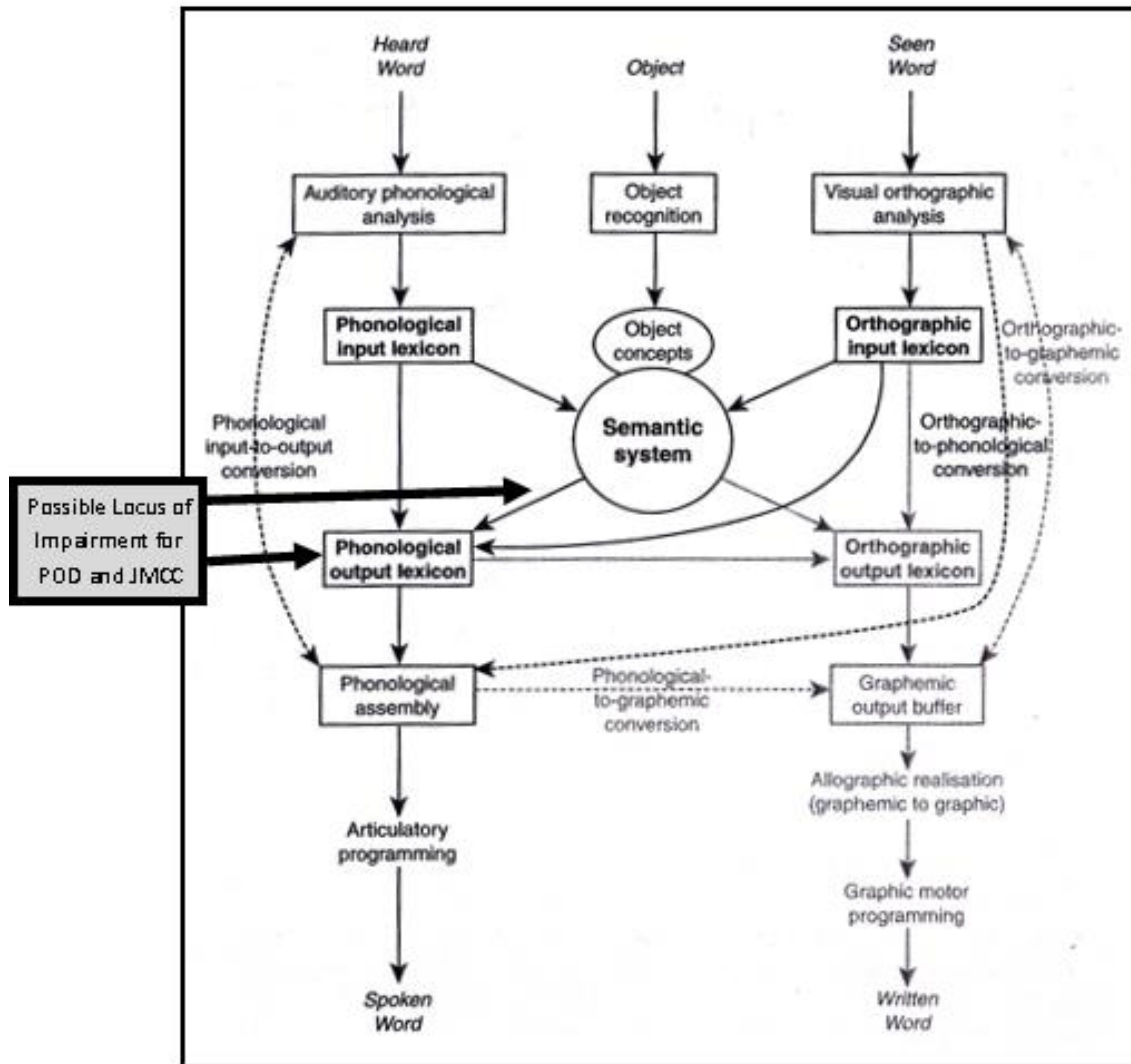 Heard
Word
Object
Seen
Word
Auditory phonological
analysis
Object
recognition
Visual orthographic
analysis
Phonological
input lexicon
Object
concepts
Orthographic
input lexicon
Orthographic-
to-graphemic
conversion
Phonological
input-to-output
conversion
Semantic
system
Orthographic-
to-phonological
conversion
Possible Locus of
Impairment for
POD and JMCC
Phonological
output lexicon
Orthographic
output lexicon
Phonological
assembly
Phonological-
to-graphemic
conversion
Graphemic
output buffer
Allographic realisation
(graphemic to graphic)
Articulatory
programming
Graphic motor
programming
Spoken
Word
Written
Word